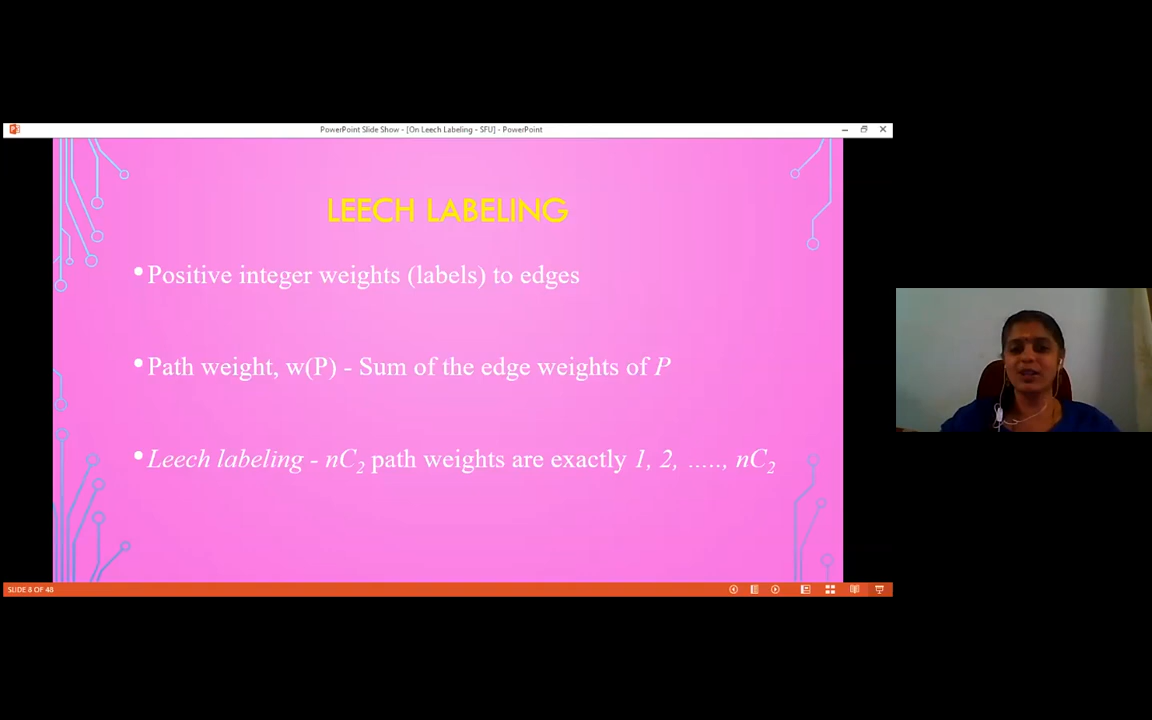 PowerPoint Slide Show - [On Leech Labeling - SFU] - PowerPoint
LEECH LABELING
•Positive integer weights (labels) to edges
•Path weight, w(P) - Sum of the edge weights of P
•Leech labeling - nC₂ path weights are exactly 1, 2, ....., nC₂
SLIDE 8 OF 48